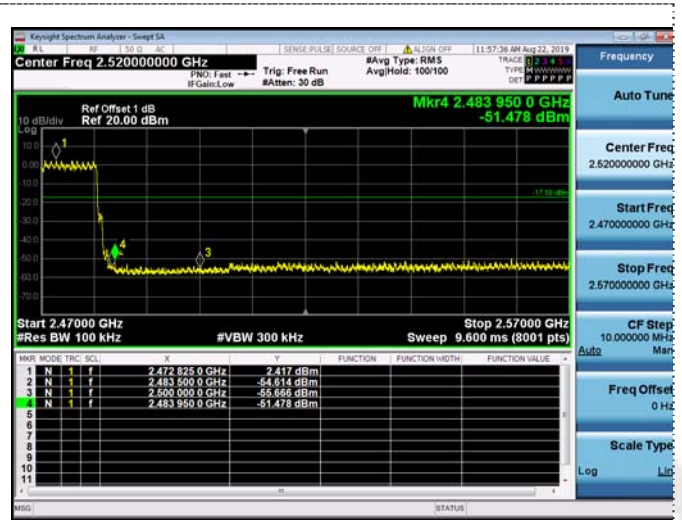 Keysight Spectrum Analyzer - Swept SA
RL RF 50 Ω AC SENSE:PULSE SOURCE OFF ALIGN OFF 11:57:36 AM Aug 22, 2019
Center Freq 2.520000000 GHz
PNO: Fast
IFGain:Low
Trig: Free Run
#Atten: 30 dB
#Avg Type: RMS
Avg|Hold: 100/100
TRACE 1 2 3 4 5 6
TYPE M WWWWW
DET P P P P P P
Frequency
Ref Offset 1 dB
10 dB/div Ref 20.00 dBm
Log
Mkr4 2.483 950 0 GHz
-51.478 dBm
10.0
0.00
-10.0
-20.0
-30.0
-40.0
-50.0
-60.0
-70.0
1
4
3
Start 2.47000 GHz Stop 2.57000 GHz
#Res BW 100 kHz #VBW 300 kHz Sweep 9.600 ms (8001 pts)
MKR MODE TRC SCL X Y FUNCTION FUNCTION WIDTH FUNCTION VALUE
1 N 1 f 2.472 825 0 GHz 2.417 dBm
2 N 1 f 2.483 500 0 GHz -54.614 dBm
3 N 1 f 2.500 000 0 GHz -55.666 dBm
4 N 1 f 2.483 950 0 GHz -51.478 dBm
5
6
7
8
9
10
11
MSG STATUS
Auto Tune
Center Freq
2.520000000 GHz
Start Freq
2.470000000 GHz
Stop Freq
2.570000000 GHz
CF Step
10.000000 MHz
Auto Man
Freq Offset
0 Hz
Scale Type
Log Lin